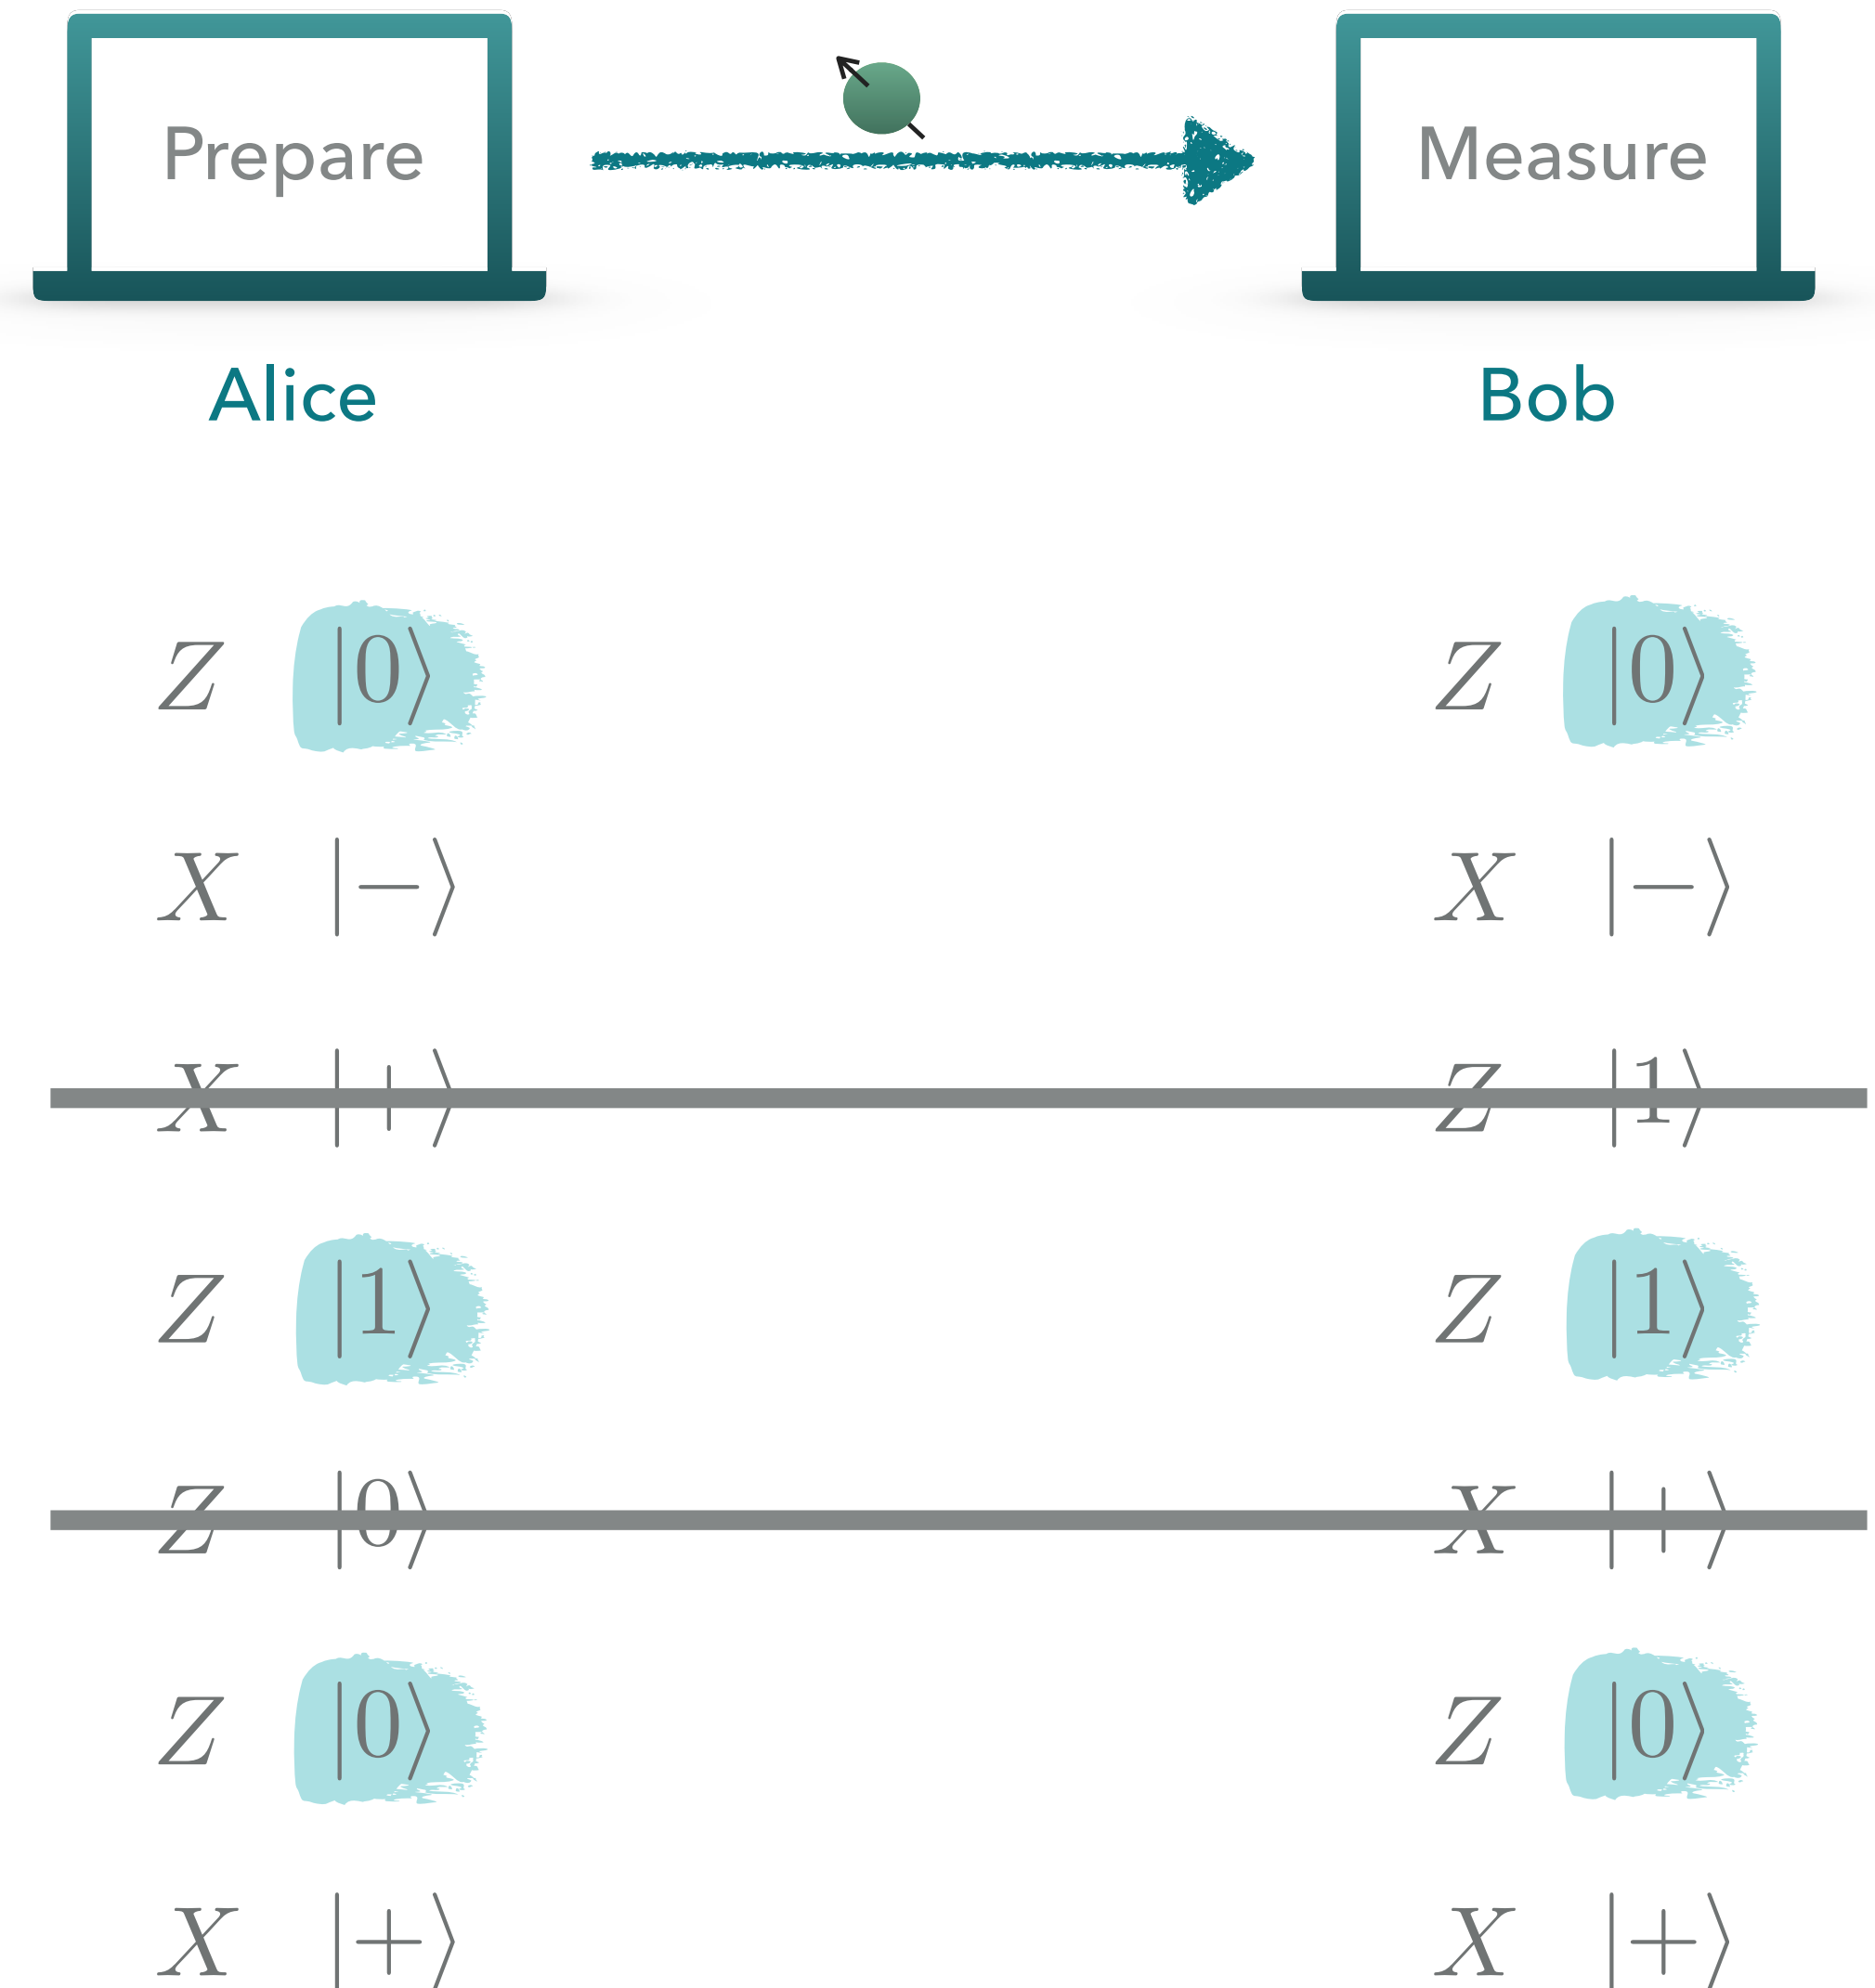 Prepare Measure
Alice Bob
Z |0⟩ Z |0⟩
X |−⟩ X |−⟩
X |+⟩ Z |1⟩
Z |1⟩ Z |1⟩
Z |0⟩ X |+⟩
Z |0⟩ Z |0⟩
X |+⟩ X |+⟩